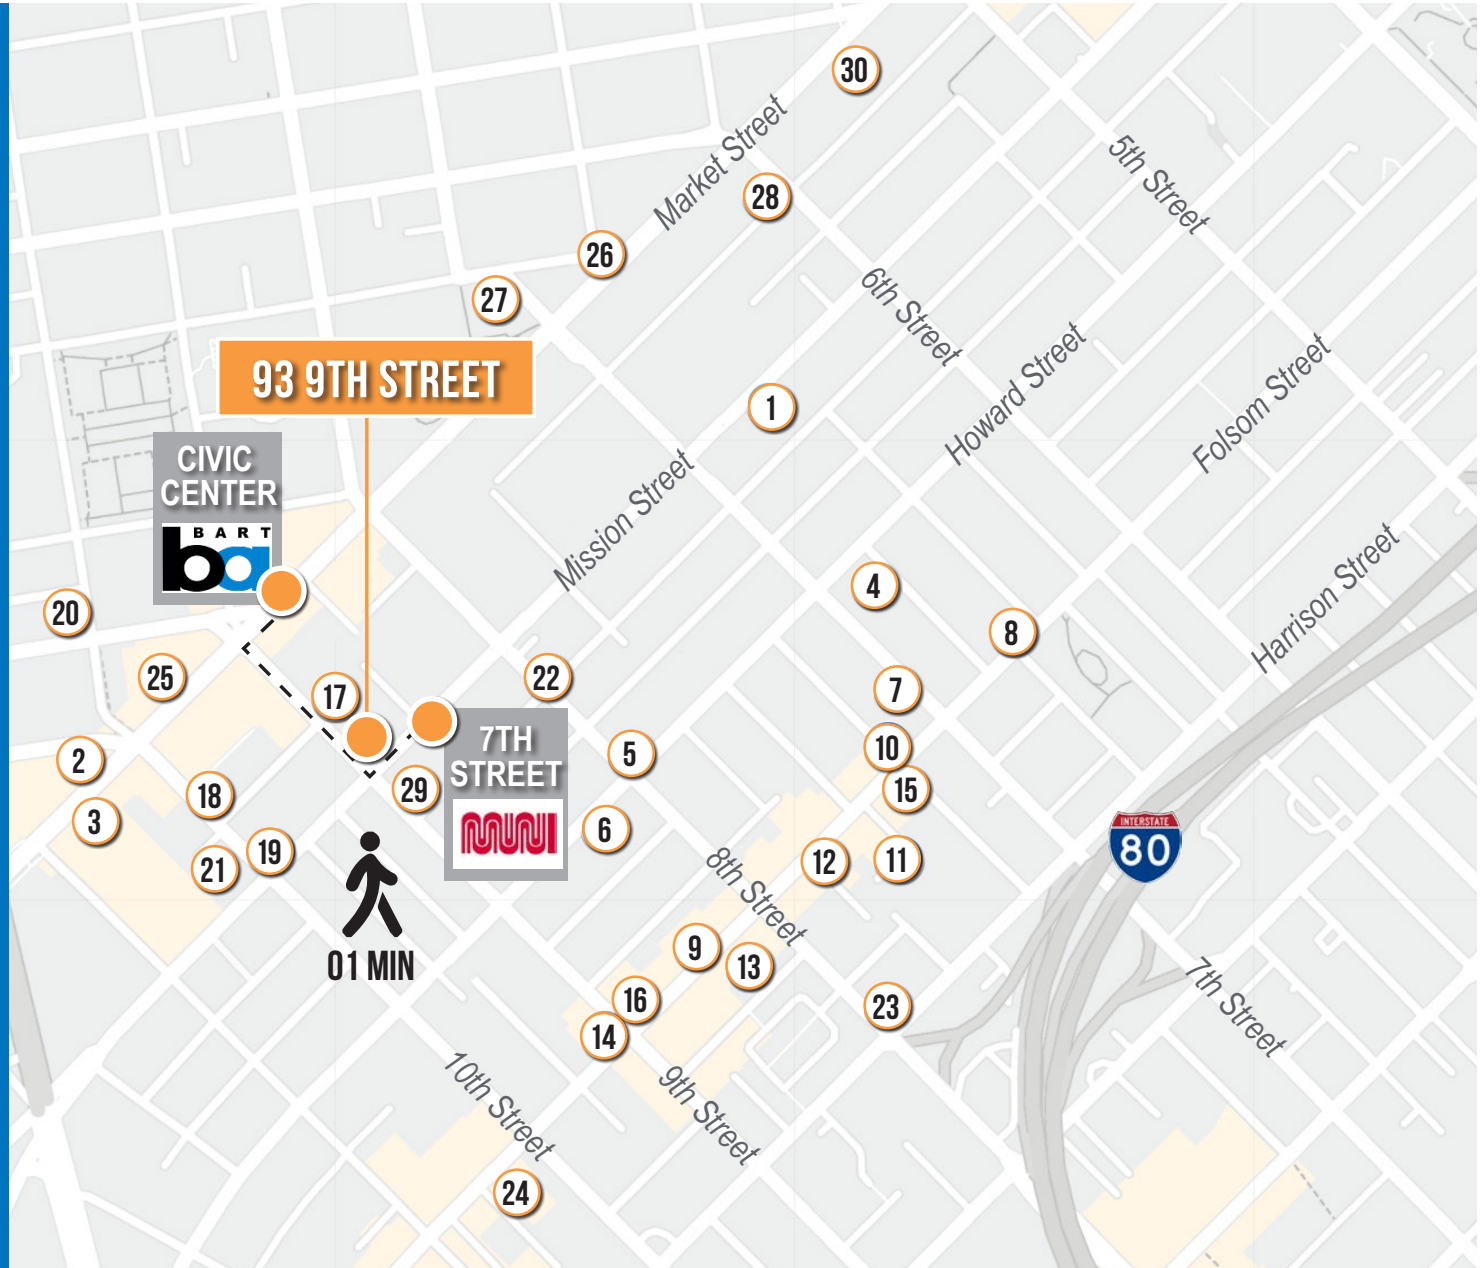 30
Market Street
5th Street
28
26
6th Street
27
93 9TH STREET
Howard Street
Folsom Street
1
CIVIC
CENTER
BART
ba
Mission Street
Harrison Street
4
20
8
25
17
22
7
7TH
STREET
2
5
10
29
18
15
3
MUNI
6
INTERSTATE
80
19
21
12
11
8th Street
01 MIN
9
13
16
23
7th Street
14
10th Street
9th Street
24